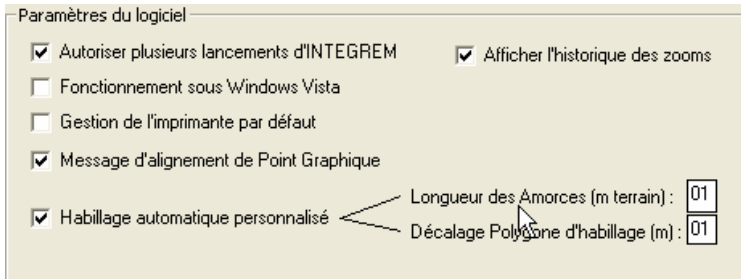 Paramètres du logiciel
Autoriser plusieurs lancements d'INTEGREM
Afficher l'historique des zooms
Fonctionnement sous Windows Vista
Gestion de l'imprimante par défaut
Message d'alignement de Point Graphique
Habillage automatique personnalisé
Longueur des Amorces (m terrain) : 01
Décalage Polygone d'habillage (m) : 01